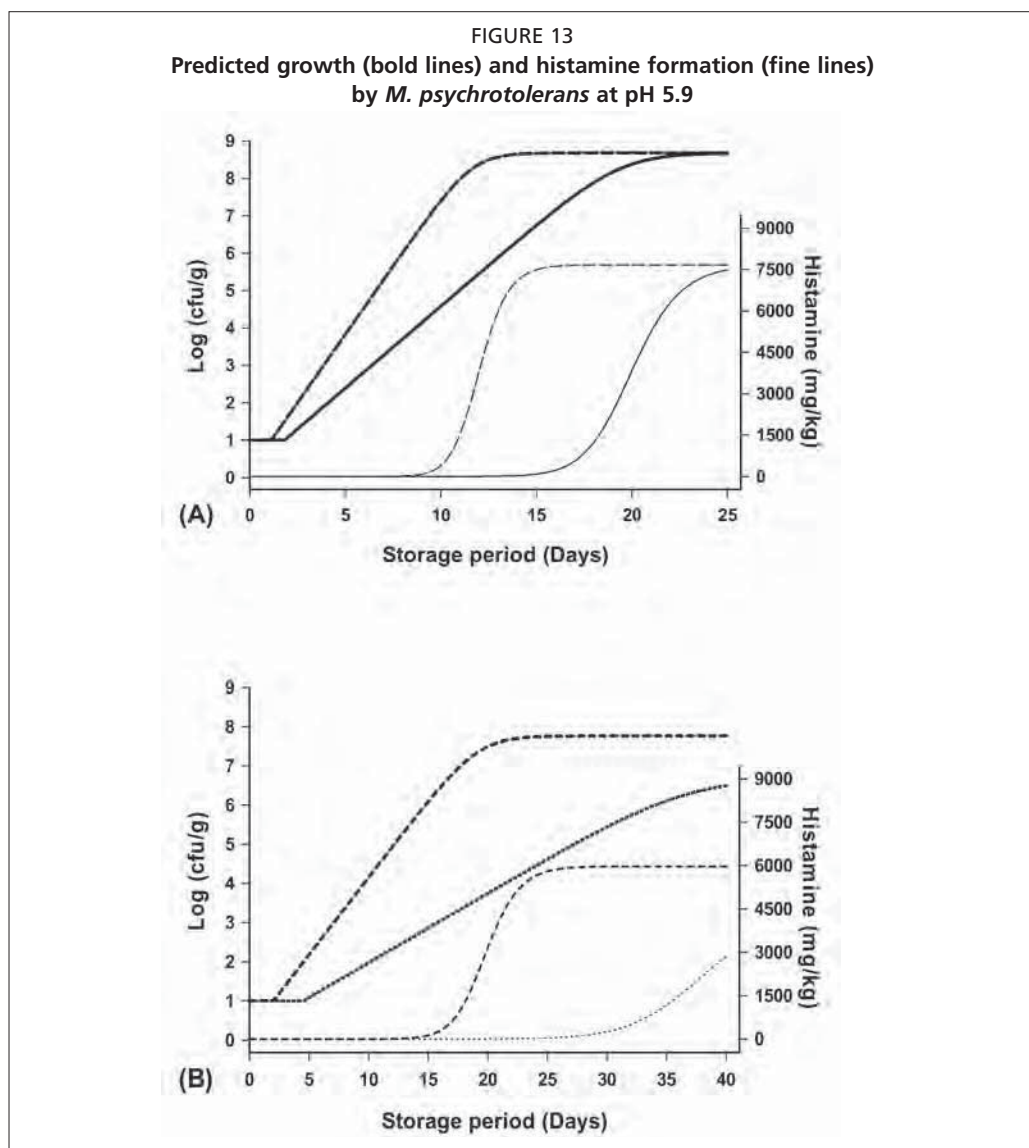 FIGURE 13
Predicted growth (bold lines) and histamine formation (fine lines)
by M. psychrotolerans at pH 5.9
9
8
7
6
5
4
3
2
1
0
Log (cfu/g)
9000
7500
6000
4500
3000
1500
0
Histamine (mg/kg)
(A)
0 5 10 15 20 25
Storage period (Days)
9
8
7
6
5
4
3
2
1
0
Log (cfu/g)
9000
7500
6000
4500
3000
1500
0
Histamine (mg/kg)
(B)
0 5 10 15 20 25 30 35 40
Storage period (Days)